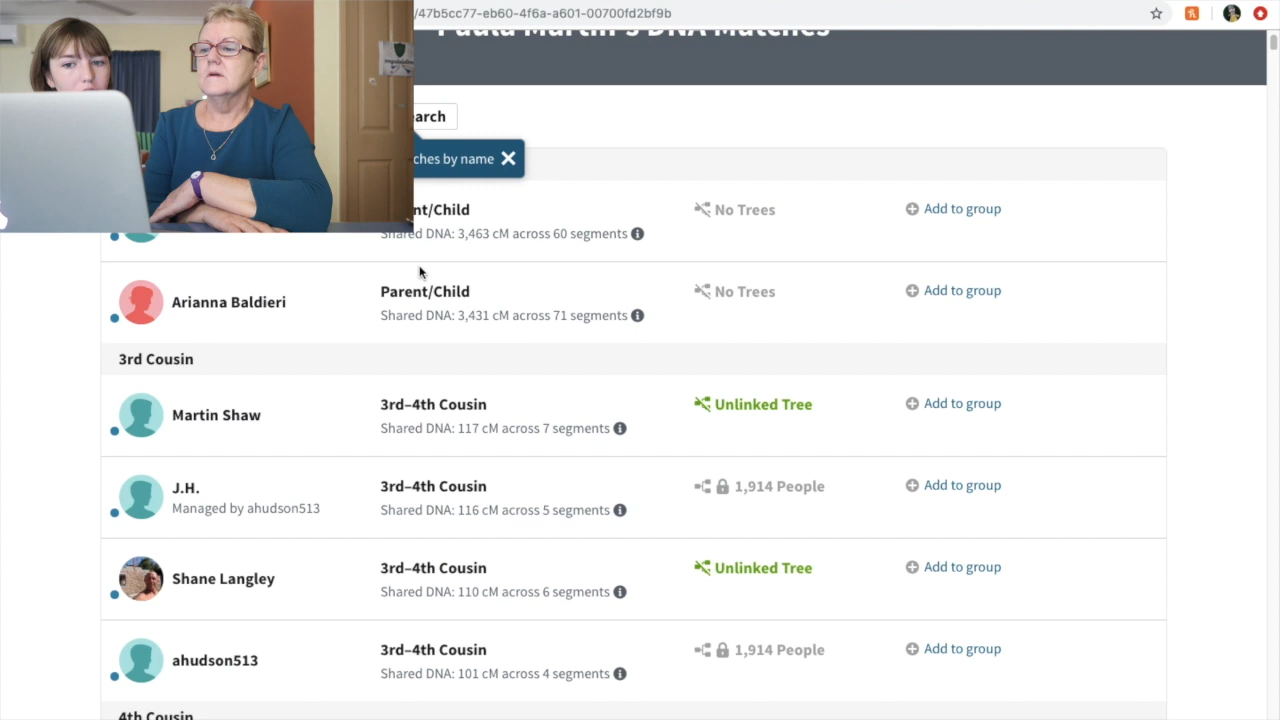 /47b5cc77-eb60-4f6a-a601-00700fd2bf9b
Paula Martin's DNA Matches
arch
ches by name
nt/Child
No Trees
Add to group
Shared DNA: 3,463 cM across 60 segments
Arianna Baldieri
Parent/Child
No Trees
Add to group
Shared DNA: 3,431 cM across 71 segments
3rd Cousin
Martin Shaw
3rd–4th Cousin
Unlinked Tree
Add to group
Shared DNA: 117 cM across 7 segments
J.H.
Managed by ahudson513
3rd–4th Cousin
1,914 People
Add to group
Shared DNA: 116 cM across 5 segments
Shane Langley
3rd–4th Cousin
Unlinked Tree
Add to group
Shared DNA: 110 cM across 6 segments
ahudson513
3rd–4th Cousin
1,914 People
Add to group
Shared DNA: 101 cM across 4 segments
4th Cousin